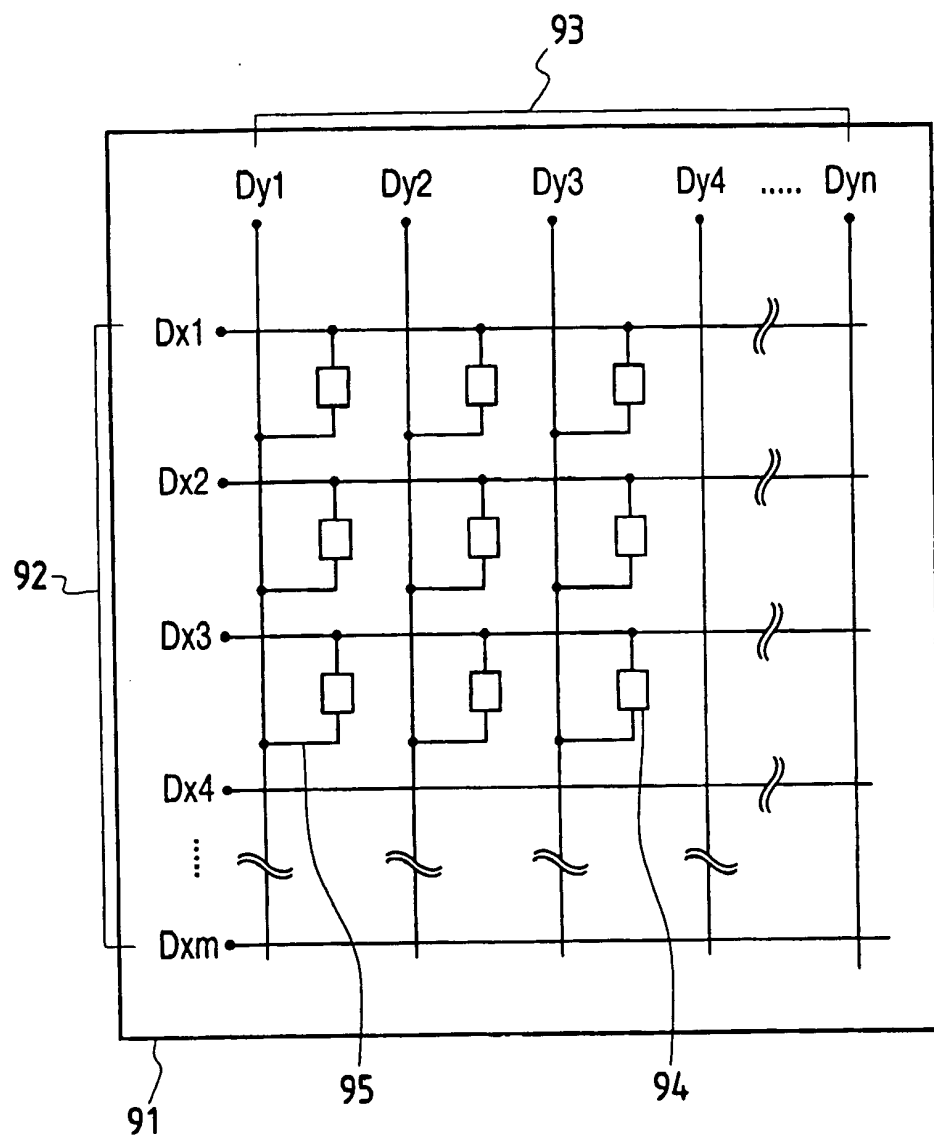 93
Dy1 Dy2 Dy3 Dy4 ..... Dyn
Dx1
Dx2
92
Dx3
Dx4
.....
Dxm
91
95
94